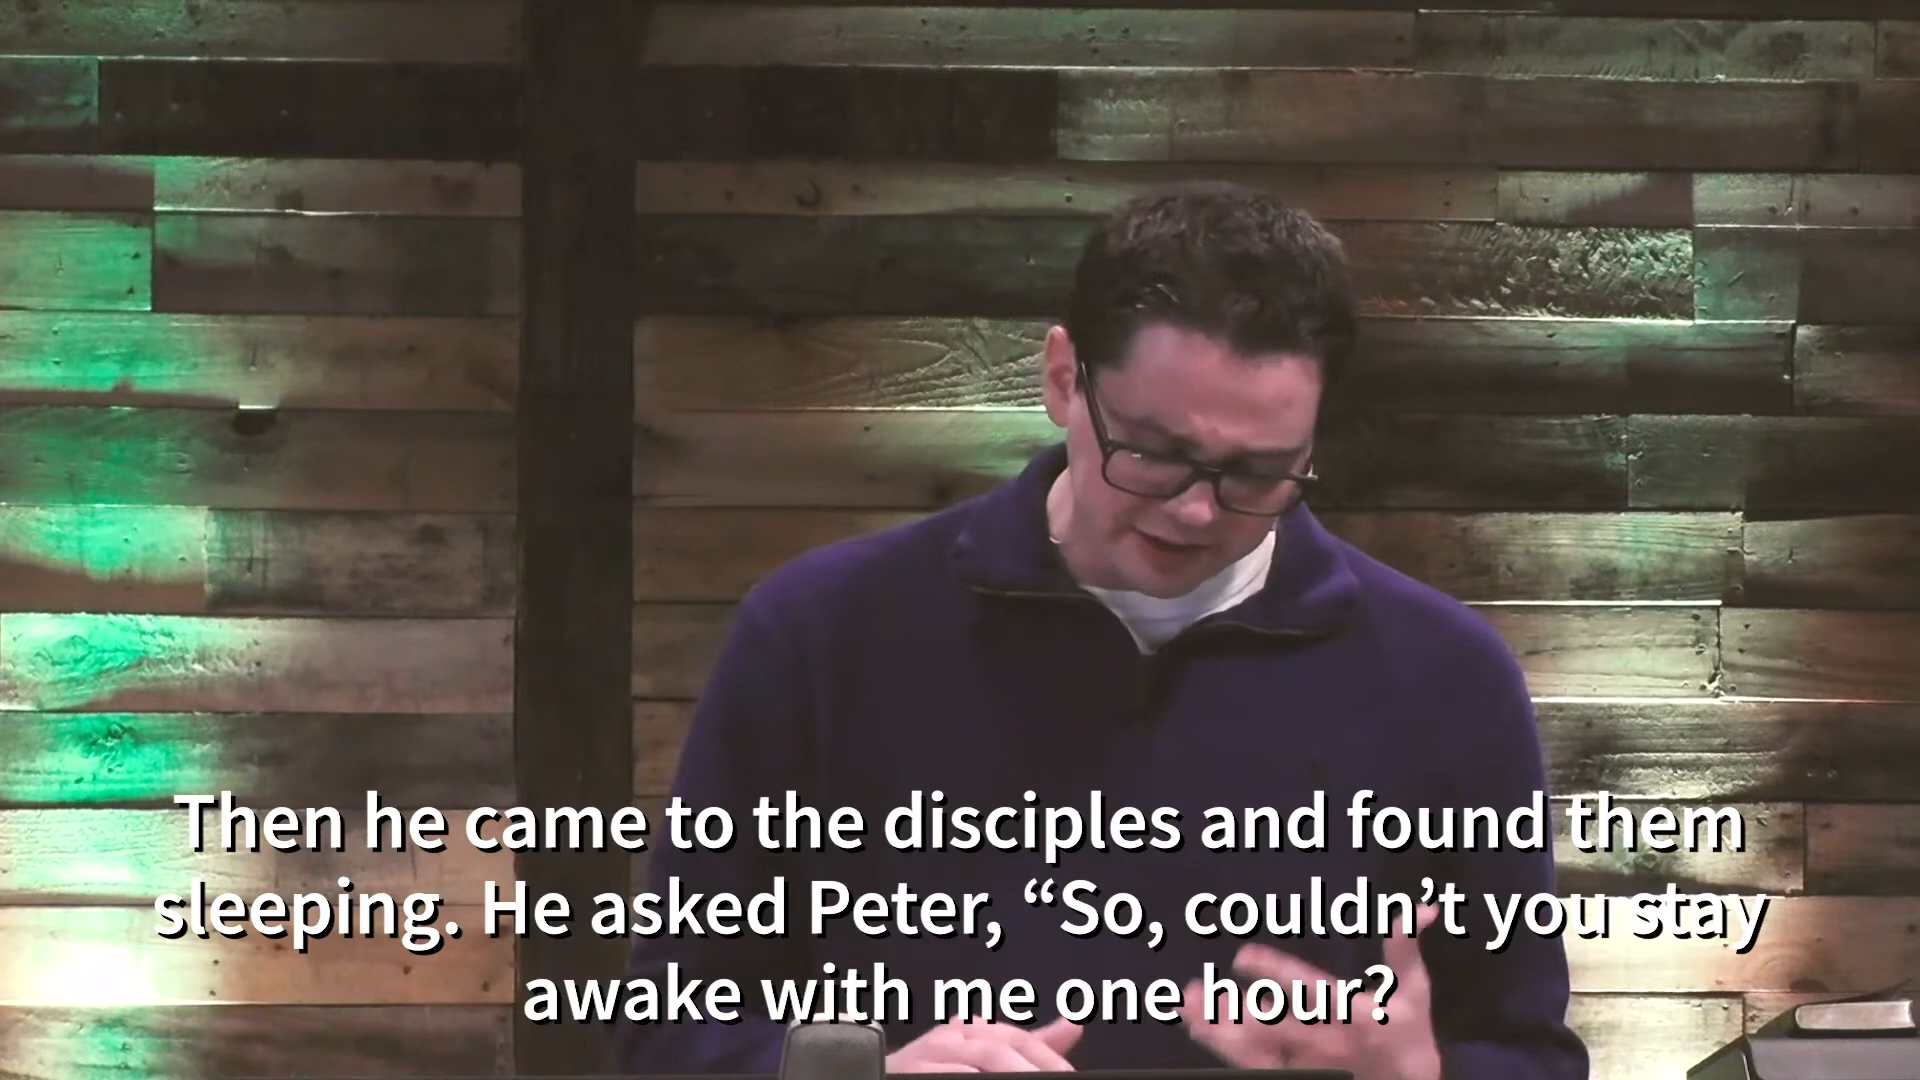 Then he came to the disciples and found them
sleeping. He asked Peter, “So, couldn’t you stay
awake with me one hour?